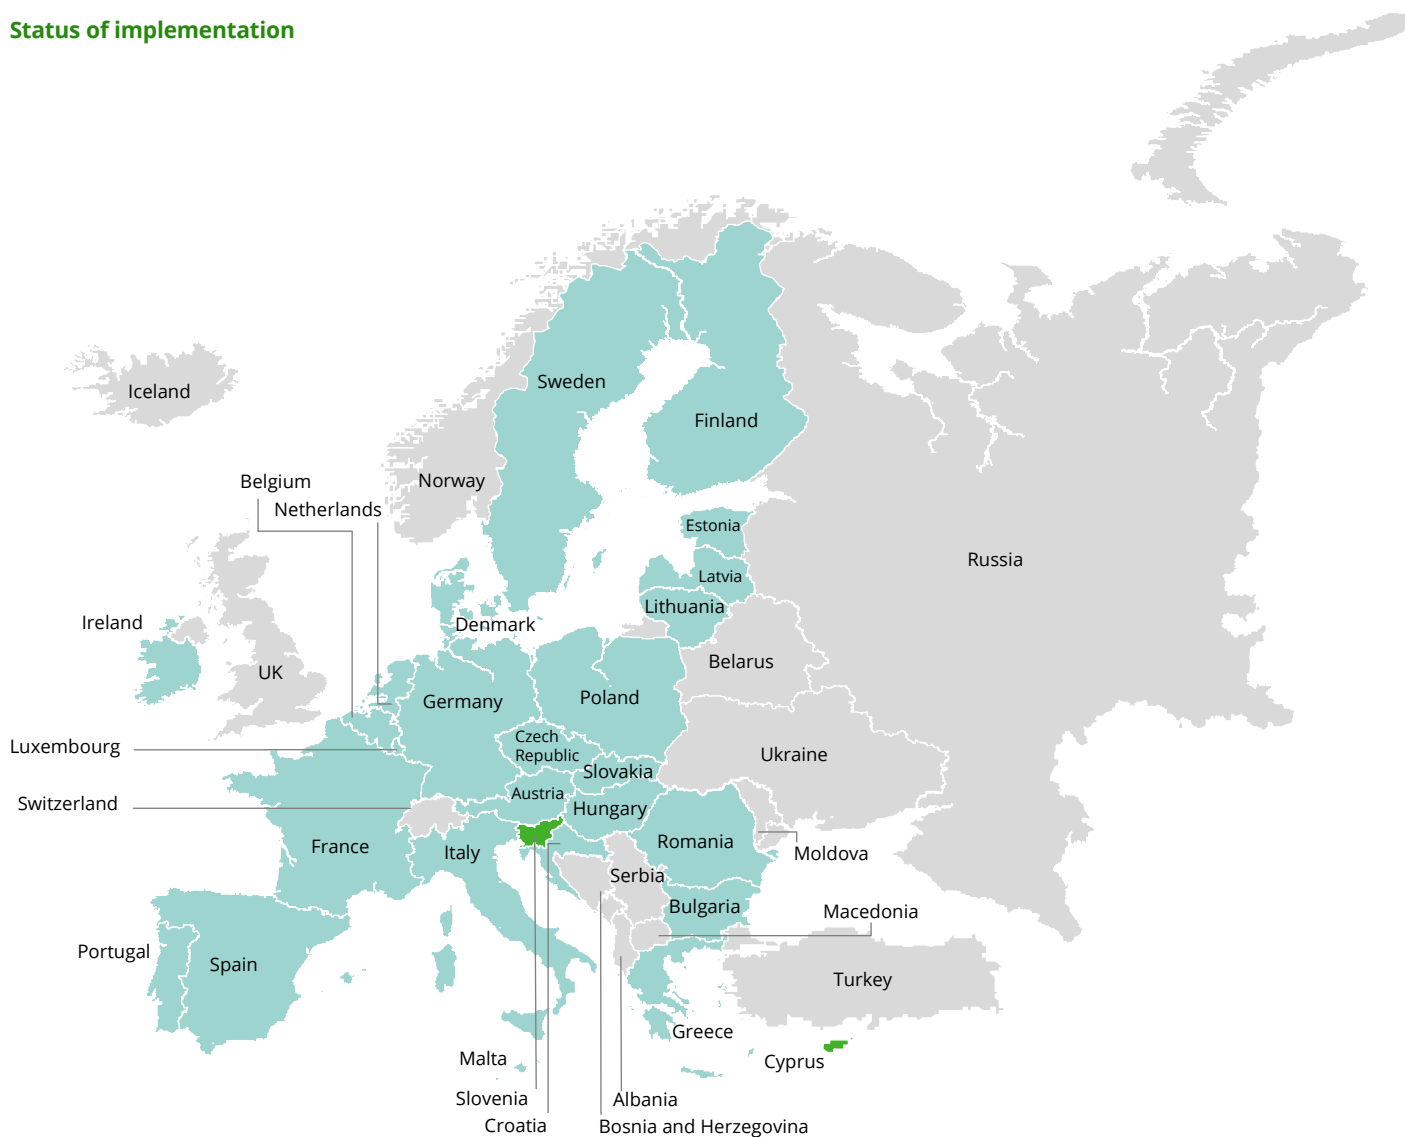 Status of implementation
Sweden
Iceland
Finland
Norway
Belgium
Netherlands
Estonia
Russia
Latvia
Lithuania
Ireland
Denmark
Belarus
UK
Germany
Poland
Czech
Republic
Luxembourg
Ukraine
Slovakia
Austria
Switzerland
Hungary
Romania
France
Italy
Moldova
Serbia
Bulgaria
Macedonia
Portugal
Spain
Turkey
Greece
Malta
Cyprus
Slovenia
Albania
Croatia
Bosnia and Herzegovina